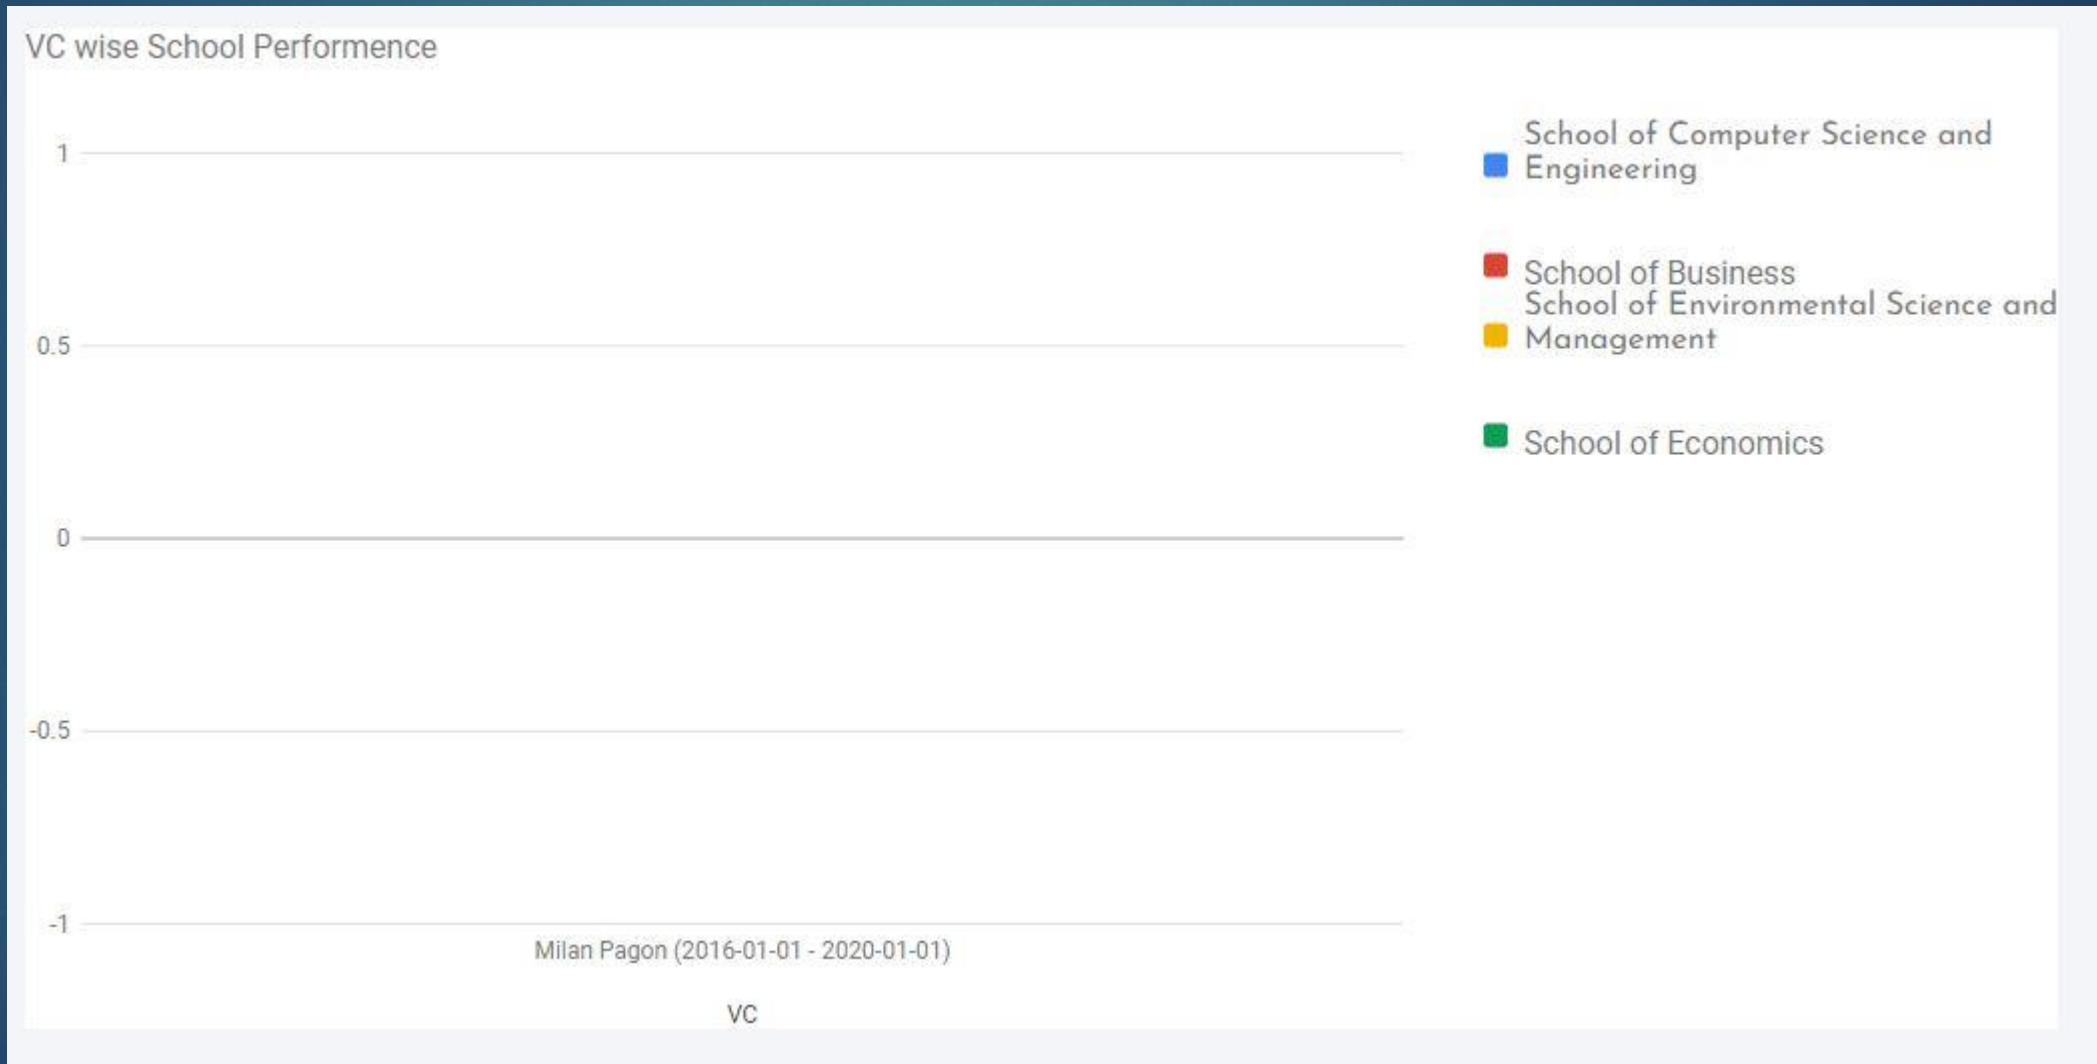 VC wise School Performence
1
0.5
0
-0.5
-1
Milan Pagon (2016-01-01 - 2020-01-01)
VC
School of Computer Science and
Engineering
School of Business
School of Environmental Science and
Management
School of Economics